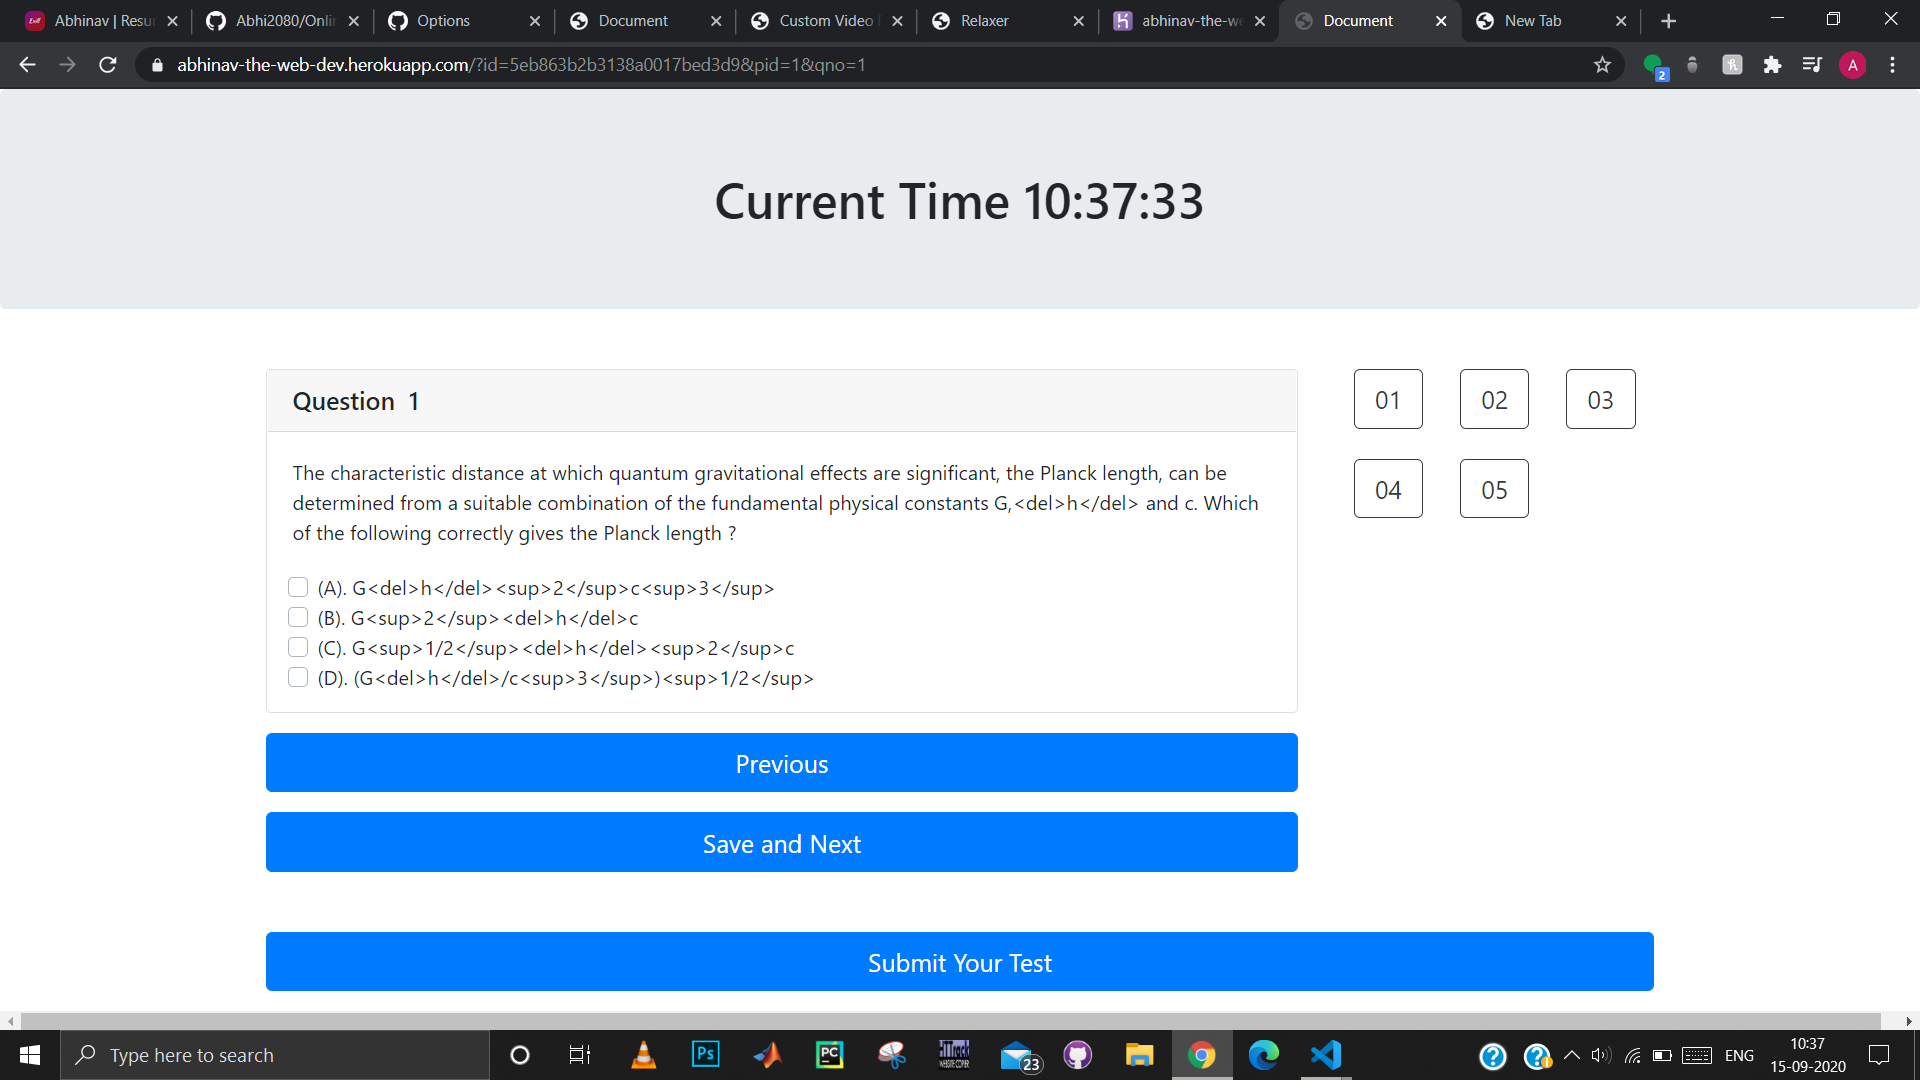 Abhinav | Resu
Abhi2080/Onli
Options
Document
Custom Video
Relaxer
abhinav-the-we
Document
New Tab
abhinav-the-web-dev.herokuapp.com/?id=5eb863b2b3138a0017bed3d9&pid=1&qno=1
2
A
Current Time 10:37:33
Question 1
01 02 03
The characteristic distance at which quantum gravitational effects are significant, the Planck length, can be
determined from a suitable combination of the fundamental physical constants G,<del>h</del> and c. Which
of the following correctly gives the Planck length ?
04 05
(A). G<del>h</del><sup>2</sup>c<sup>3</sup>
(B). G<sup>2</sup><del>h</del>c
(C). G<sup>1/2</sup><del>h</del><sup>2</sup>c
(D). (G<del>h</del>/c<sup>3</sup>)<sup>1/2</sup>
Previous
Save and Next
Submit Your Test
Type here to search
Ps
PC
23
ENG
10:37
15-09-2020